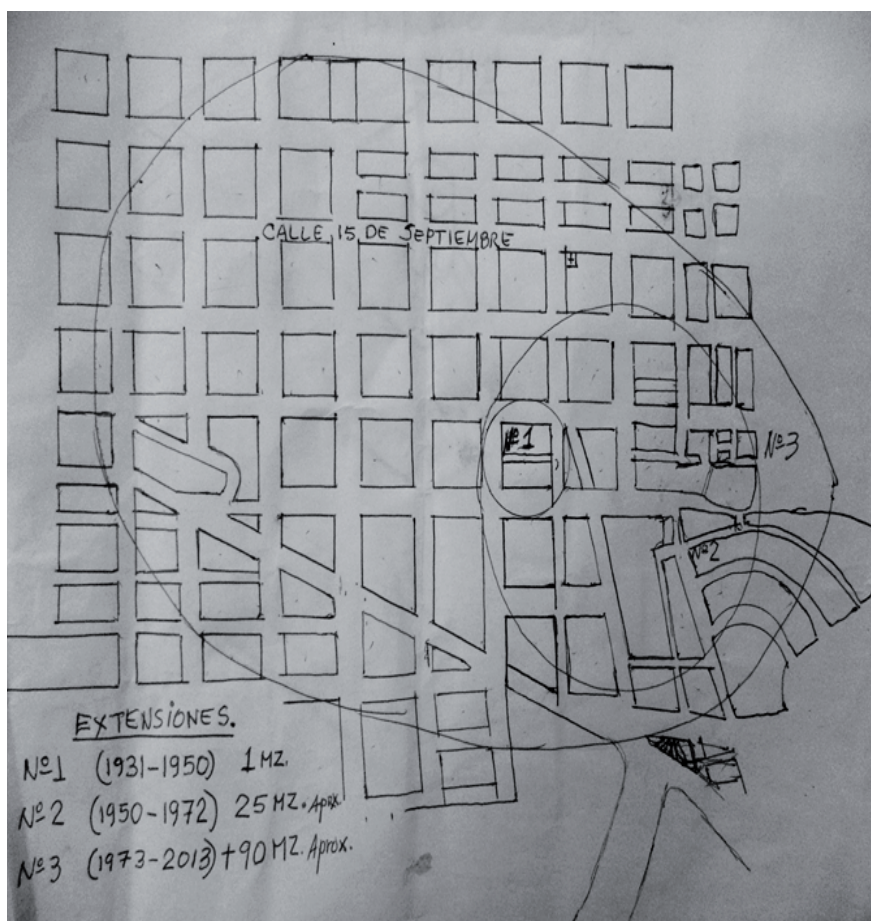 CALLE 15 DE SEPTIEMBRE
Nº1
Nº3
Nº2
EXTENSIONES.
Nº1 (1931-1950) 1 MZ.
Nº2 (1950-1972) 25 MZ. Aprx
Nº3 (1973-2013) +90 MZ. Aprox.